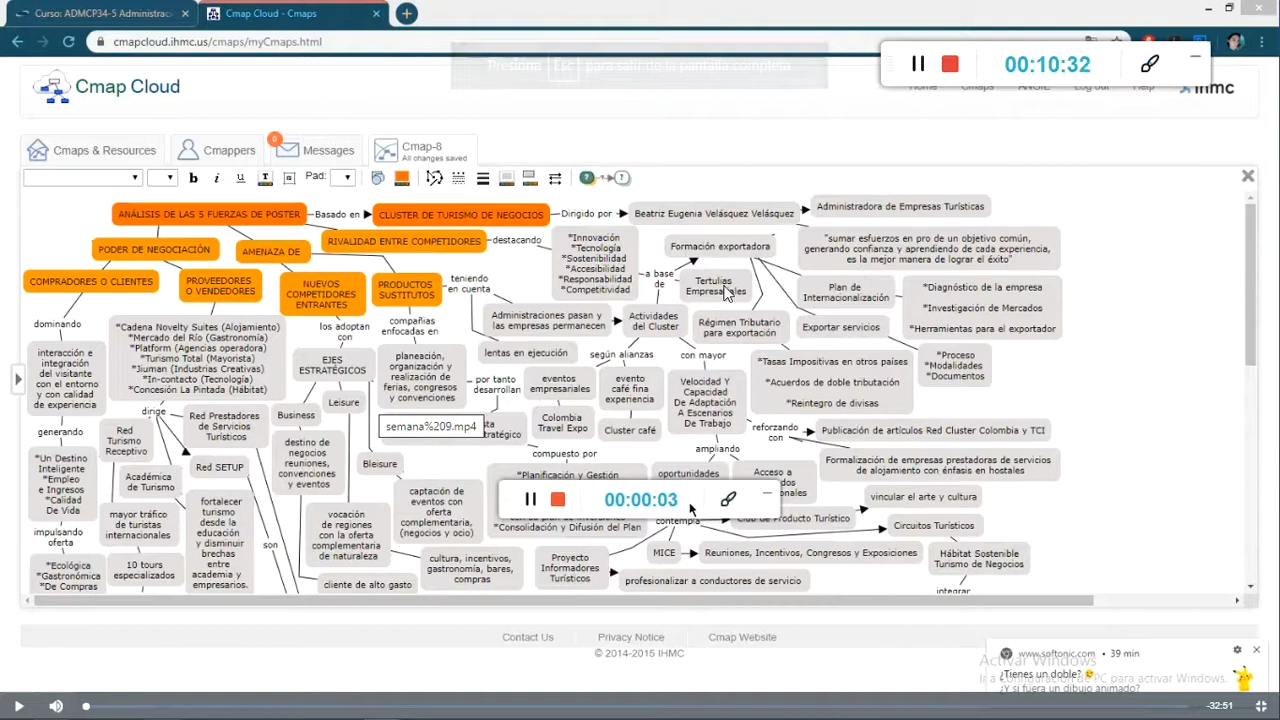 Curso: ADMCP34-5 Administrac
Cmap Cloud - Cmaps
cmapcloud.ihmc.us/cmaps/myCmaps.html
Presiona Esc para salir de la pantalla completa
00:10:32
Cmap Cloud
Home
Cmaps
ANGIE
Log out
Help
ihmc
Cmaps & Resources
Cmappers
0
Messages
Cmap-8
All changes saved
Pad:
ANÁLISIS DE LAS 5 FUERZAS DE PÓSTER
Basado en
CLUSTER DE TURISMO DE NEGOCIOS
Dirigido por
Beatriz Eugenia Velásquez Velásquez
Administradora de Empresas Turísticas
PODER DE NEGOCIACIÓN
AMENAZA DE
RIVALIDAD ENTRE COMPETIDORES
destacando
*Innovación
*Tecnología
*Sostenibilidad
*Accesibilidad
*Responsabilidad
*Competitividad
Formación exportadora
"sumar esfuerzos en pro de un objetivo común,
generando confianza y aprendiendo de cada experiencia,
es la mejor manera de lograr el éxito"
COMPRADORES O CLIENTES
PROVEEDORES
O VENDEDORES
NUEVOS
COMPETIDORES
ENTRANTES
PRODUCTOS
SUSTITUTOS
teniendo
en cuenta
a base
de
Tertulias
Empresariales
Plan de
Internacionalización
*Diagnóstico de la empresa
*Investigación de Mercados
*Herramientas para el exportador
dominando
*Cadena Novelty Suites (Alojamiento)
*Mercado del Río (Gastronomía)
*Platform (Agencias operadora)
*Turismo Total (Mayorista)
*Jiuman (Industrias Creativas)
*In-contacto (Tecnología)
*Concesión La Pintada (Hábitat)
los adoptan
con
compañias
enfocadas en
Administraciones pasan y
las empresas permanecen
Actividades
del Cluster
Régimen Tributario
para exportación
Exportar servicios
interacción e
integración
del visitante
con el entorno
y con calidad
de experiencia
EJES
ESTRATÉGICOS
planeación,
organización y
realización de
ferias, congresos
y convenciones
lentas en ejecución
según alianzas
con mayor
*Tasas Impositivas en otros países
*Acuerdos de doble tributación
*Reintegro de divisas
*Proceso
*Modalidades
*Documentos
por tanto
desarrollan
eventos
empresariales
evento
café fina
experiencia
Velocidad Y
Capacidad
De Adaptación
A Escenarios
De Trabajo
dirige
Leisure
generando
Red
Turismo
Receptivo
Red Prestadores
de Servicios
Turísticos
Business
semana%209.mp4
Colombia
Travel Expo
Cluster café
reforzando
con
Publicación de artículos Red Cluster Colombia y TCI
*Un Destino
Inteligente
*Empleo
e Ingresos
*Calidad
De Vida
Académica
de Turismo
Red SETUP
destino de
negocios
reuniones,
convenciones
y eventos
Bleisure
compuesto por
ampliando
Formalización de empresas prestadoras de servicios
de alojamiento con énfasis en hostales
*Planificación y Gestión
oportunidades
Acceso a
00:00:03
vincular el arte y cultura
mayor tráfico
de turistas
internacionales
fortalecer
turismo
desde la
educación
y disminuir
brechas
entre
academia y
empresarios.
son
vocación
de regiones
con la oferta
complementaria
de naturaleza
captación de
eventos con
oferta
complementaria,
(negocios y ocio)
*Consolidación y Difusión del Plan
contempla
Club de Producto Turístico
Circuitos Turísticos
impulsando
oferta
*Ecológica
*Gastronómica
*De Compras
10 tours
especializados
cliente de alto gasto
cultura, incentivos,
gastronomía, bares,
compras
Proyecto
Informadores
Turísticos
MICE
Reuniones, Incentivos, Congresos y Exposiciones
profesionalizar a conductores de servicio
Hábitat Sostenible
Turismo de Negocios
integrar
Contact Us
Privacy Notice
Cmap Website
© 2014-2015 IHMC
www.softonic.com • 39 min
Activar Windows
Ir a Configuración de PC para activar Windows.
¿Tienes un doble?
¿Y si fuera un dibujo animado?
-32:51